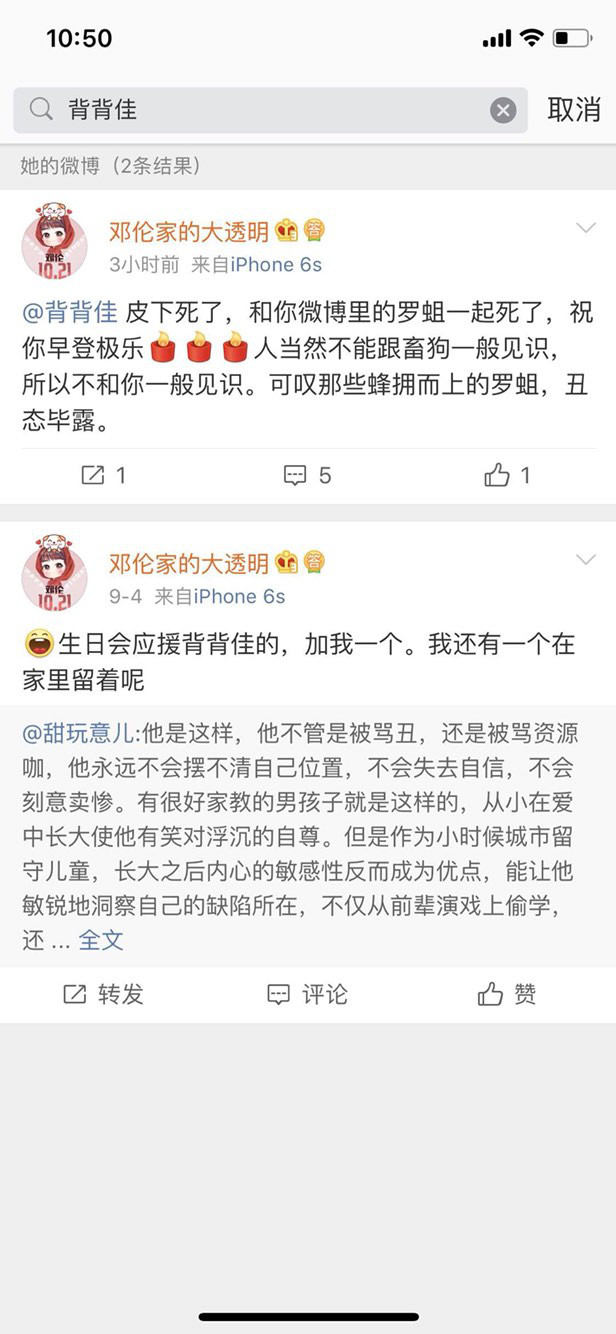 10:50
背背佳
取消
她的微博（2条结果）
邓伦家的大透明
答
3小时前 来自iPhone 6s
邓伦
10.21
@背背佳 皮下死了，和你微博里的罗蛆一起死了，祝
你早登极乐 人当然不能跟畜狗一般见识，
所以不和你一般见识。可叹那些蜂拥而上的罗蛆，丑
态毕露。
1
5
1
邓伦家的大透明
答
9-4 来自iPhone 6s
邓伦
10.21
生日会应援背背佳的，加我一个。我还有一个在
家里留着呢
@甜玩意儿:他是这样，他不管是被骂丑，还是被骂资源
咖，他永远不会摆不清自己位置，不会失去自信，不会
刻意卖惨。有很好家教的男孩子就是这样的，从小在爱
中长大使他有笑对浮沉的自尊。但是作为小时候城市留
守儿童，长大之后内心的敏感性反而成为优点，能让他
敏锐地洞察自己的缺陷所在，不仅从前辈演戏上偷学，
还 ... 全文
转发
评论
赞